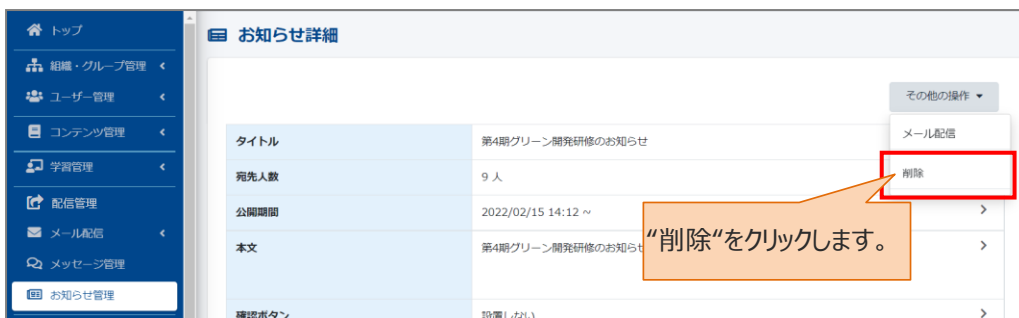 トップ
お知らせ詳細
組織・グループ管理
ユーザー管理
その他の操作
コンテンツ管理
メール配信
タイトル
第4期グリーン開発研修のお知らせ
学習管理
宛先人数
9 人
削除
配信管理
公開期間
2022/02/15 14:12 ~
メール配信
本文
第4期グリーン開発研修のお知らせ
“削除“をクリックします。
メッセージ管理
お知らせ管理
確認ボタン
設置しない